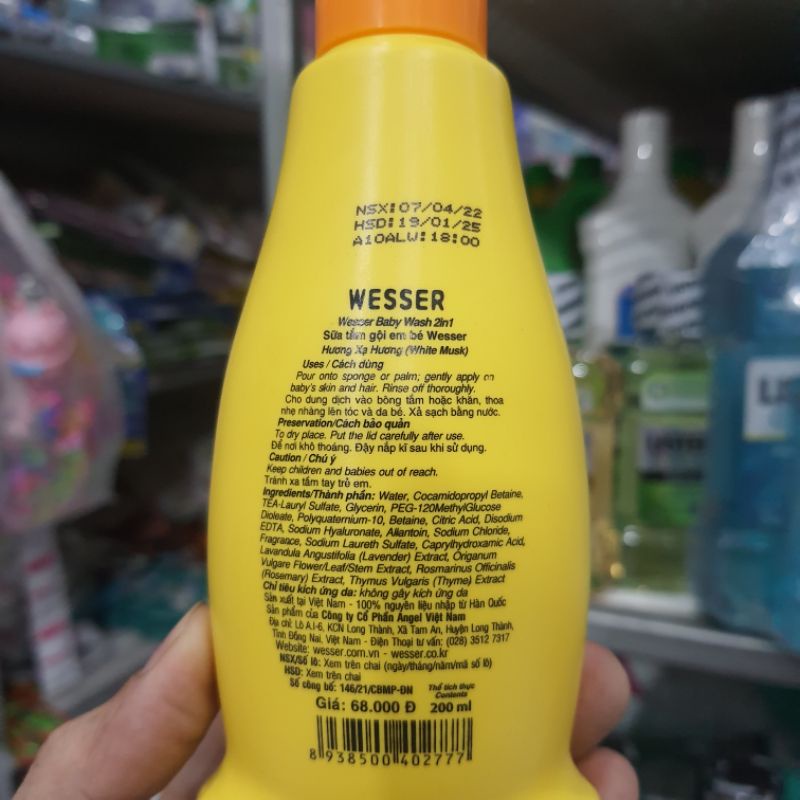 NSX:07/04/22
HSD:19/01/25
A10ALW:18:00
WESSER
Wesser Baby Wash 2in1
Sữa tắm gội em bé Wesser
Hương Xạ Hương (White Musk)
Uses / Cách dùng
Pour onto sponge or palm; gently apply on
baby's skin and hair. Rinse off thoroughly.
Cho dung dịch vào bông tắm hoặc khăn, thoa
nhẹ nhàng lên tóc và da bé. Xả sạch bằng nước.
Preservation/Cách bảo quản
To dry place. Put the lid carefully after use.
Để nơi khô thoáng. Đậy nắp kĩ sau khi sử dụng.
Caution / Chú ý
Keep children and babies out of reach.
Tránh xa tầm tay trẻ em.
Ingredients/Thành phần: Water, Cocamidopropyl Betaine,
TEA-Lauryl Sulfate, Glycerin, PEG-120MethylGlucose
Dioleate, Polyquaternium-10, Betaine, Citric Acid, Disodium
EDTA, Sodium Hyaluronate, Allantoin, Sodium Chloride,
Fragrance, Sodium Laureth Sulfate, Caprylhydroxamic Acid,
Lavandula Angustifolia (Lavender) Extract, Origanum
Vulgare Flower/Leaf/Stem Extract, Rosmarinus Officinalis
(Rosemary) Extract, Thymus Vulgaris (Thyme) Extract
Chỉ tiêu kích ứng da: không gây kích ứng da
Sản xuất tại Việt Nam - 100% nguyên liệu nhập từ Hàn Quốc
Sản phẩm của Công ty Cổ Phần Angel Việt Nam
Địa chỉ: Lô A.I-6, KCN Long Thành, Xã Tam An, Huyện Long Thành,
Tỉnh Đồng Nai, Việt Nam - Điện thoại tư vấn: (028) 3512 7317
Website: wesser.com.vn - wesser.co.kr
NSX/Số lô: Xem trên chai (ngày/tháng/năm/mã số lô)
HSD: Xem trên chai
Số công bố: 146/21/CBMP-ĐN
Thể tích thực
Contents
Giá: 68.000 Đ 200 ml
8 938500 402777